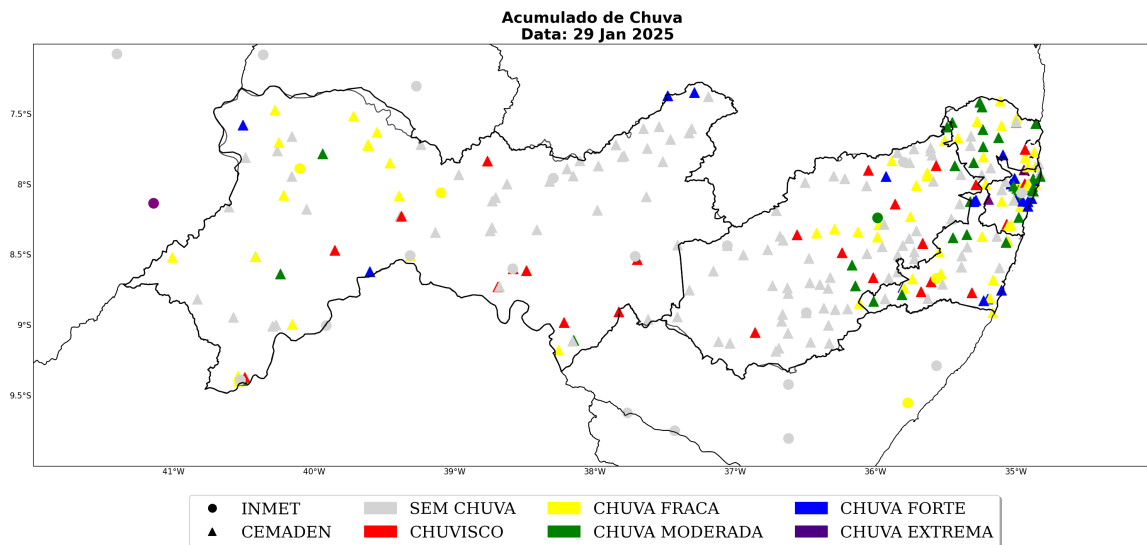 Acumulado de Chuva
Data: 29 Jan 2025
7.5°S
8°S
8.5°S
9°S
9.5°S
41°W 40°W 39°W 38°W 37°W 36°W 35°W
INMET SEM CHUVA CHUVA FRACA CHUVA FORTE
CEMADEN CHUVISCO CHUVA MODERADA CHUVA EXTREMA